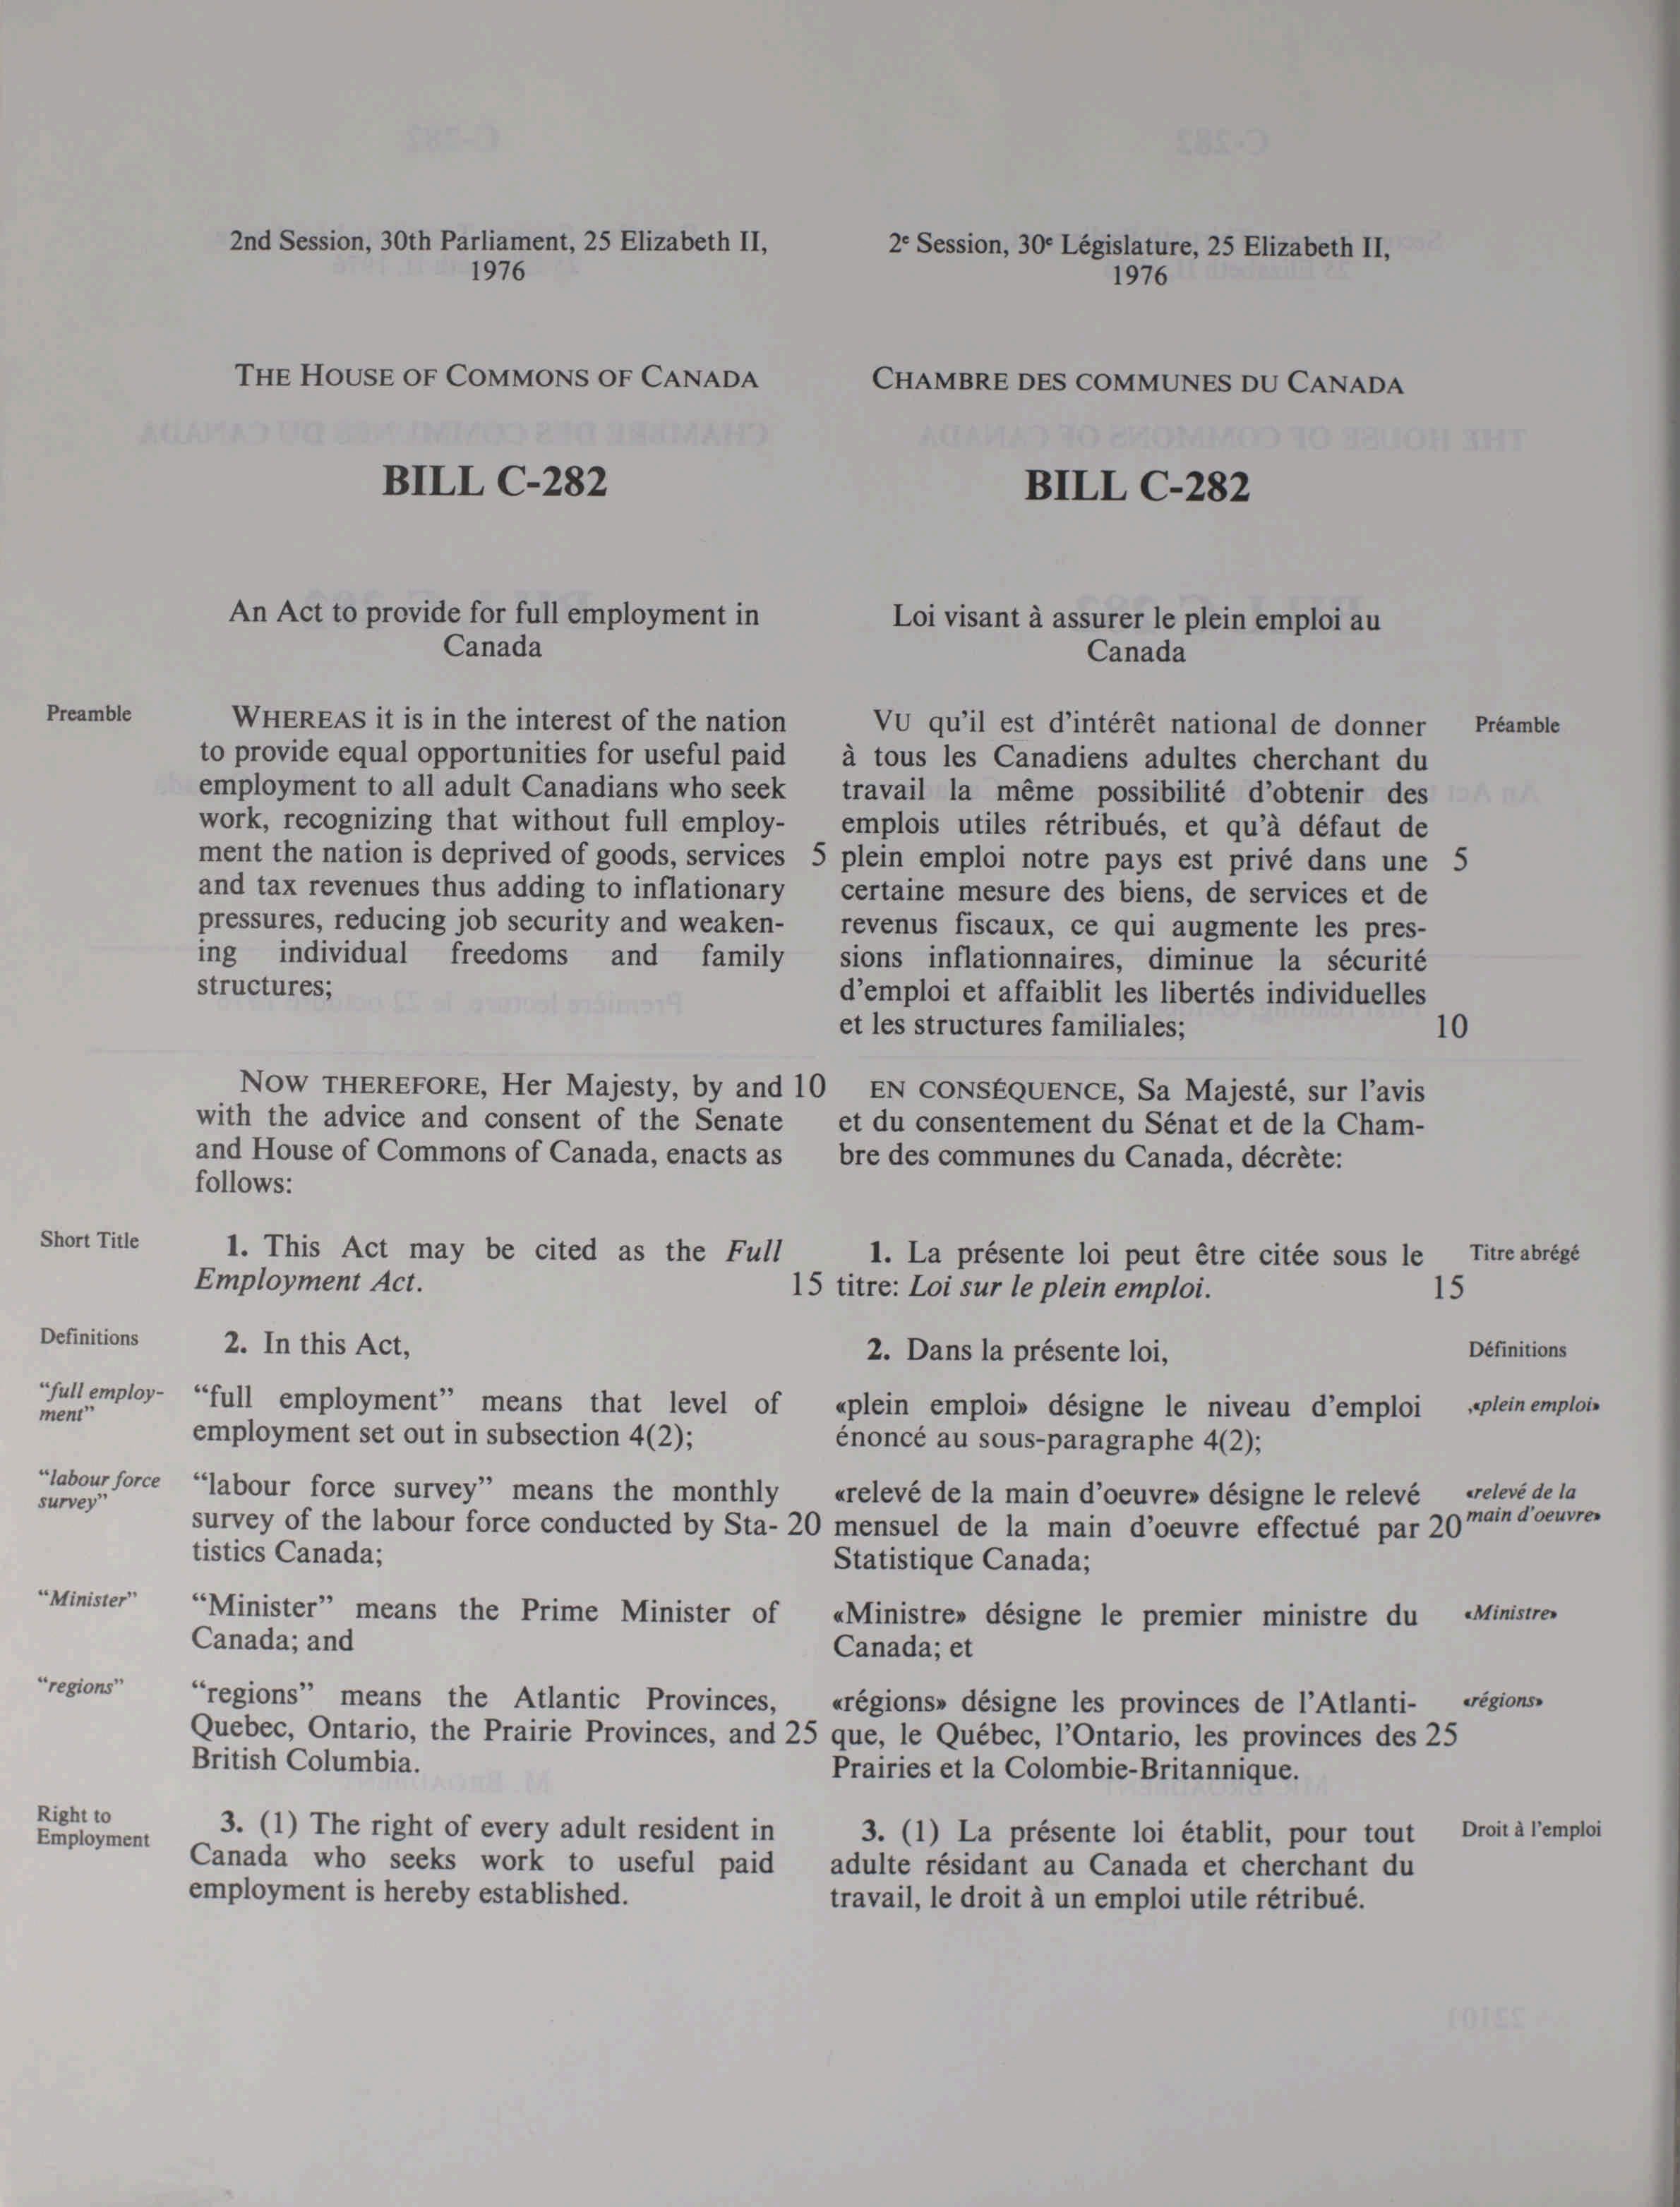 2nd Session, 30th Parliament, 25 Elizabeth II,
1976
THE HOUSE OF COMMONS OF CANADA
BILL C-282
An Act to provide for full employment in
Canada
Preamble
WHEREAS it is in the interest of the nation
to provide equal opportunities for useful paid
employment to all adult Canadians who seek
work, recognizing that without full employ-
ment the nation is deprived of goods, services 5
and tax revenues thus adding to inflationary
pressures, reducing job security and weaken-
ing individual freedoms and family
structures;
NOW THEREFORE, Her Majesty, by and 10
with the advice and consent of the Senate
and House of Commons of Canada, enacts as
follows:
Short Title
1. This Act may be cited as the Full
Employment Act. 15
Definitions
2. In this Act,
"full employ-
ment"
"full employment" means that level of
employment set out in subsection 4(2);
"labour force
survey"
"labour force survey" means the monthly
survey of the labour force conducted by Sta- 20
tistics Canada;
"Minister"
"Minister" means the Prime Minister of
Canada; and
"regions"
"regions" means the Atlantic Provinces,
Quebec, Ontario, the Prairie Provinces, and 25
British Columbia.
Right to
Employment
3. (1) The right of every adult resident in
Canada who seeks work to useful paid
employment is hereby established.
2e Session, 30e Législature, 25 Elizabeth II,
1976
CHAMBRE DES COMMUNES DU CANADA
BILL C-282
Loi visant à assurer le plein emploi au
Canada
VU qu'il est d'intérêt national de donner
Préamble
à tous les Canadiens adultes cherchant du
travail la même possibilité d'obtenir des
emplois utiles rétribués, et qu'à défaut de
plein emploi notre pays est privé dans une 5
certaine mesure des biens, de services et de
revenus fiscaux, ce qui augmente les pres-
sions inflationnaires, diminue la sécurité
d'emploi et affaiblit les libertés individuelles
et les structures familiales; 10
EN CONSÉQUENCE, Sa Majesté, sur l'avis
et du consentement du Sénat et de la Cham-
bre des communes du Canada, décrète:
1. La présente loi peut être citée sous le
Titre abrégé
titre: Loi sur le plein emploi. 15
2. Dans la présente loi,
Définitions
«plein emploi» désigne le niveau d'emploi
,«plein emploi»
énoncé au sous-paragraphe 4(2);
«relevé de la main d'oeuvre» désigne le relevé
«relevé de la
main d'oeuvre»
mensuel de la main d'oeuvre effectué par 20
Statistique Canada;
«Ministre» désigne le premier ministre du
«Ministre»
Canada; et
«régions» désigne les provinces de l'Atlanti-
«régions»
que, le Québec, l'Ontario, les provinces des 25
Prairies et la Colombie-Britannique.
3. (1) La présente loi établit, pour tout
Droit à l'emploi
adulte résidant au Canada et cherchant du
travail, le droit à un emploi utile rétribué.